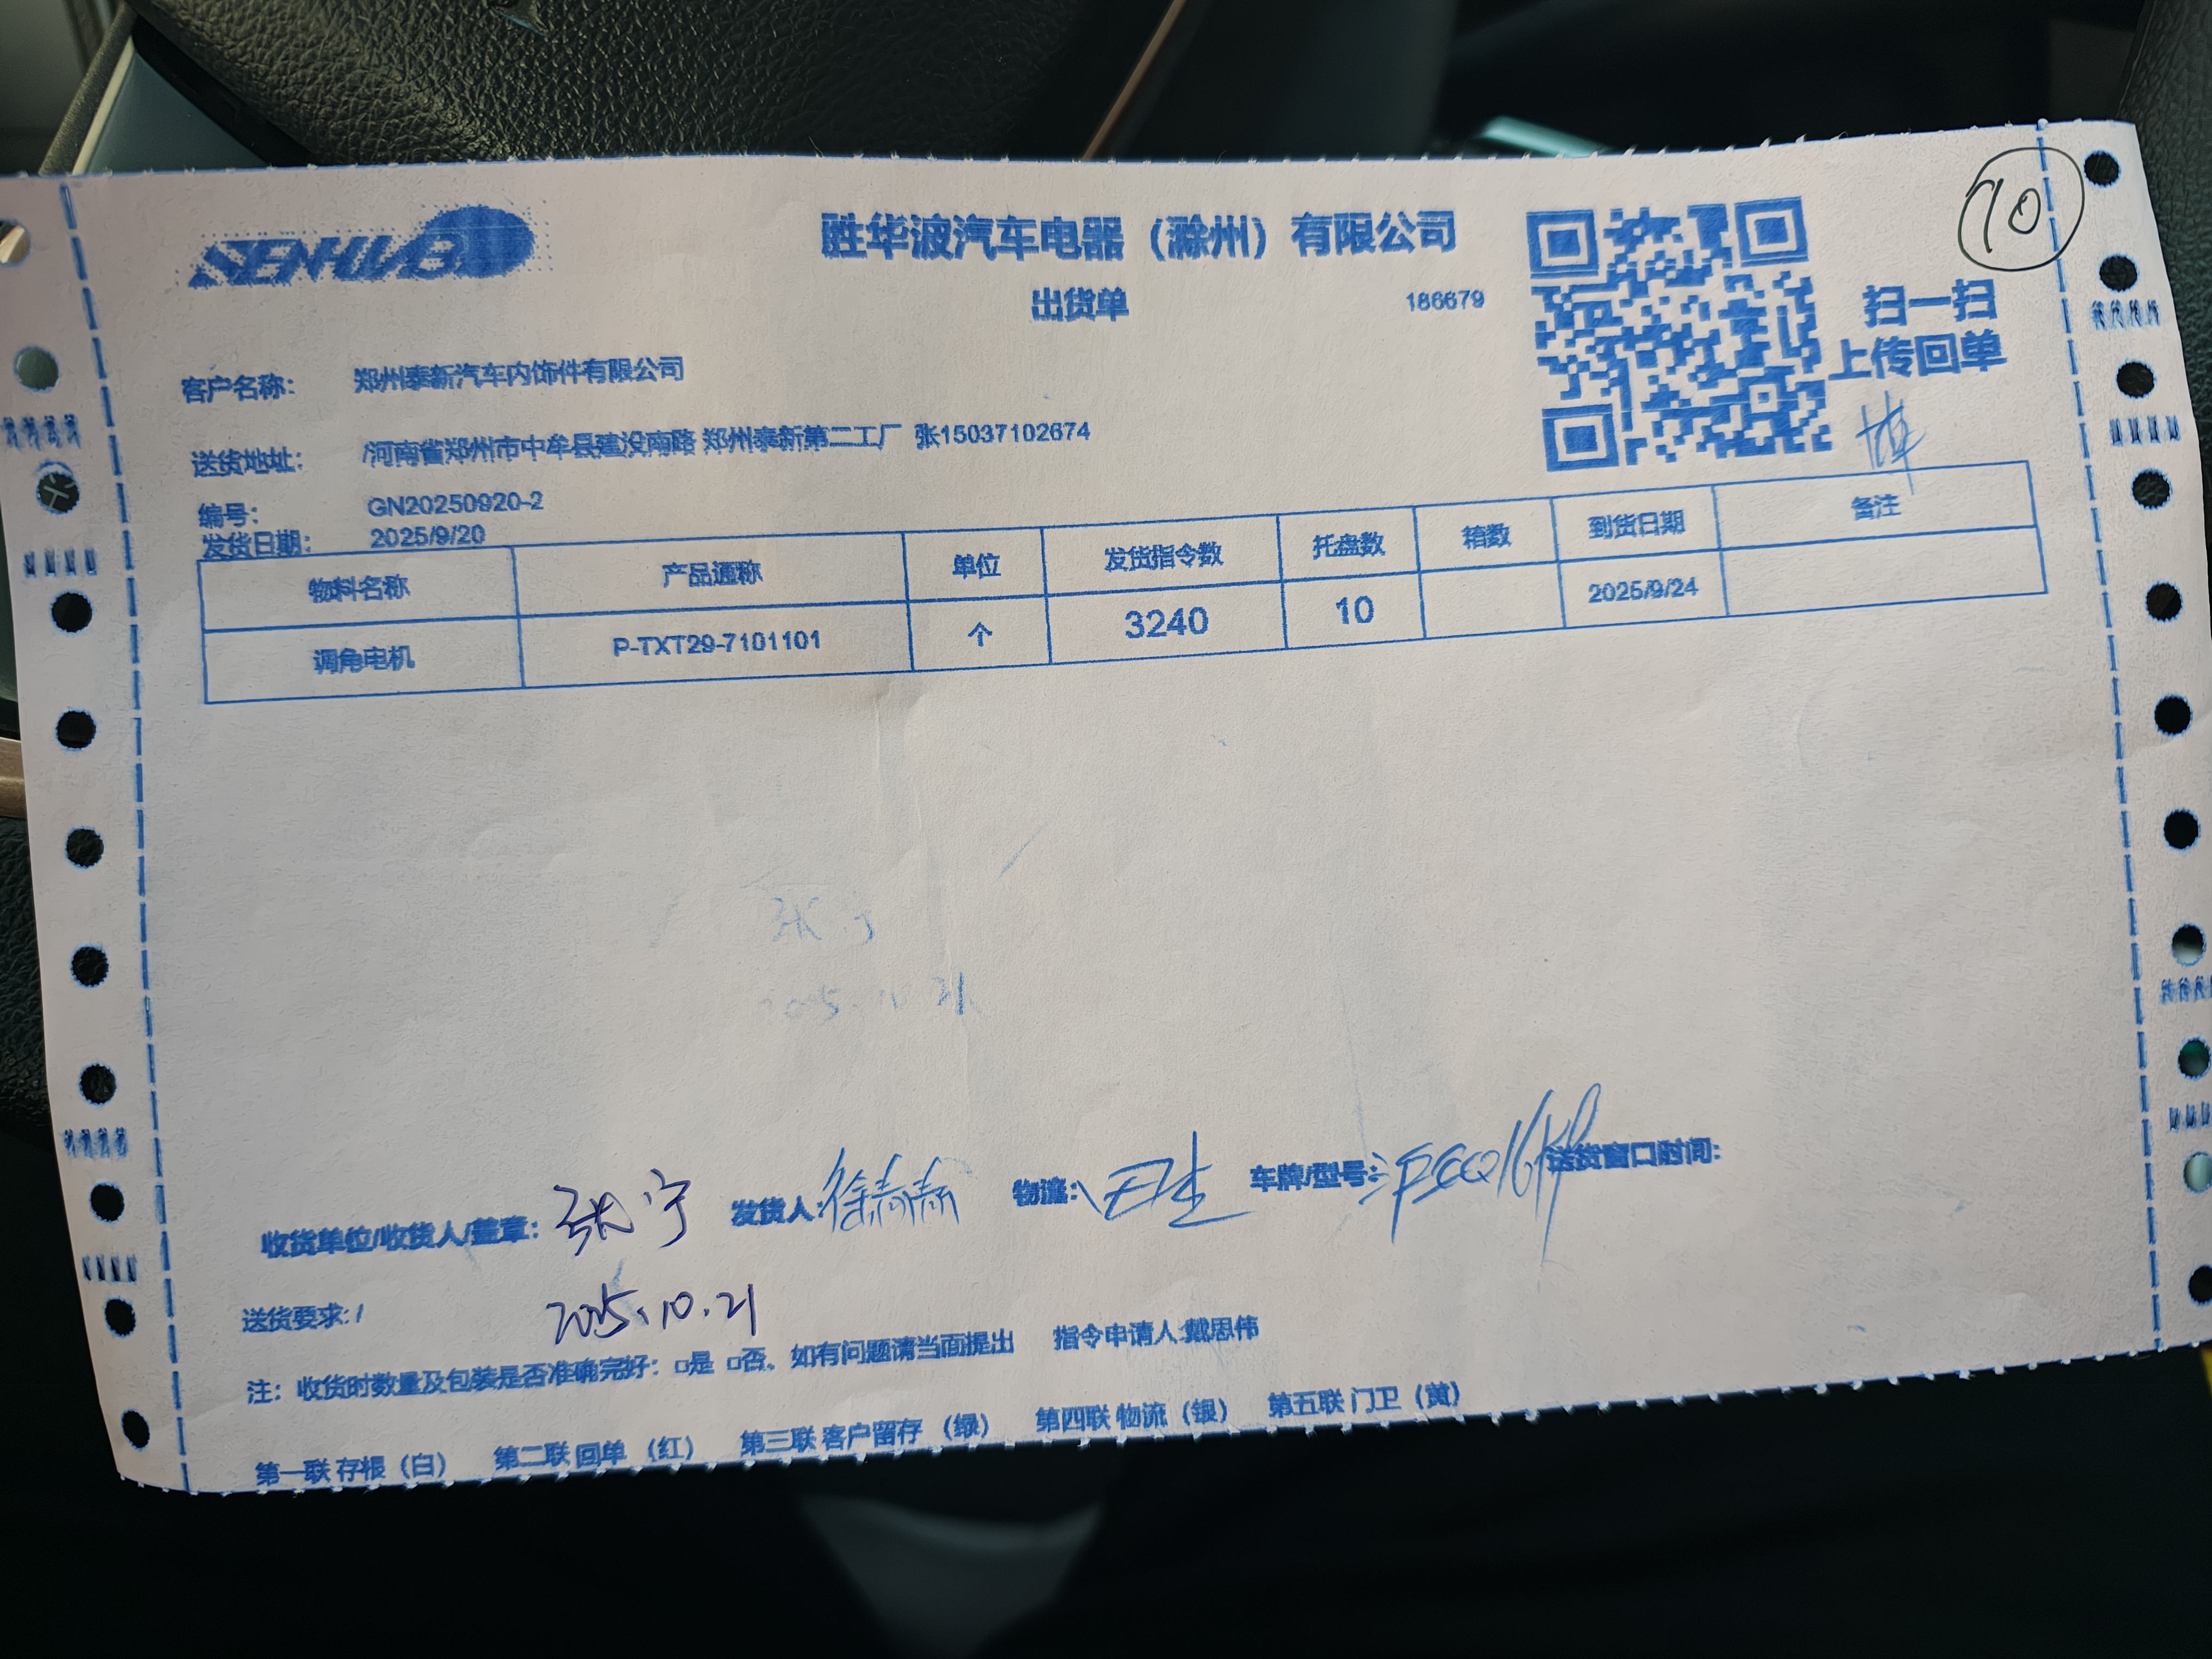 SENHWBO
胜华波汽车电器（滁州）有限公司
10
出货单
186679
扫一扫
上传回单
客户名称： 郑州泰新汽车内饰件有限公司
送货地址： 河南省郑州市中牟县建设南路 郑州泰新第二工厂 张15037102674
编号： GN20250920-2
发货日期： 2025/9/20
物料名称 产品通称 单位 发货指令数 托盘数 箱数 到货日期 备注
调角电机 P-TXT29-7101101 个 3240 10 2025/9/24
收货单位/收货人/盖章：张宁 发货人：徐青青 物流： 车牌/型号： 送货窗口时间：
送货要求：/
2025.10.21
注：收货时数量及包装是否准确完好：□是 □否。如有问题请当面提出 指令申请人:戴思伟
第一联 存根（白） 第二联 回单（红） 第三联 客户留存（绿） 第四联 物流（银） 第五联 门卫（黄）